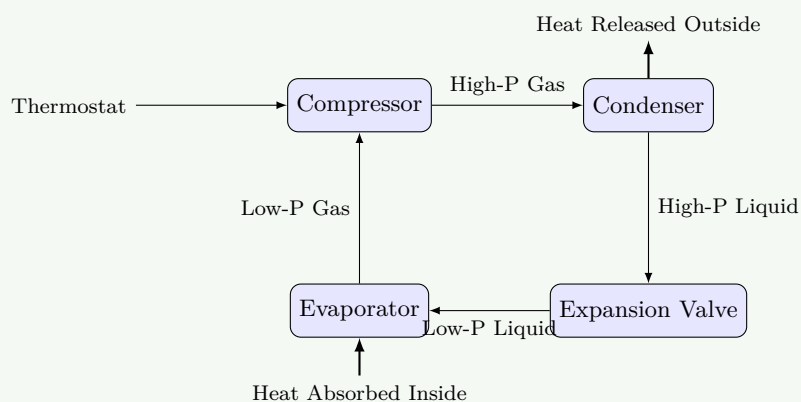 Heat Released Outside
High-P Gas
Thermostat
Compressor
Condenser
Low-P Gas
High-P Liquid
Evaporator
Expansion Valve
Low-P Liquid
Heat Absorbed Inside